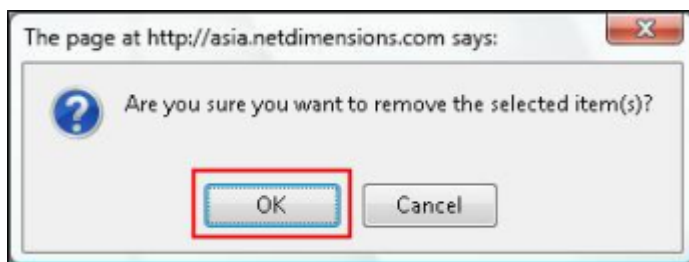 The page at http://asia.netdimensions.com says:
Are you sure you want to remove the selected item(s)?
OK
Cancel